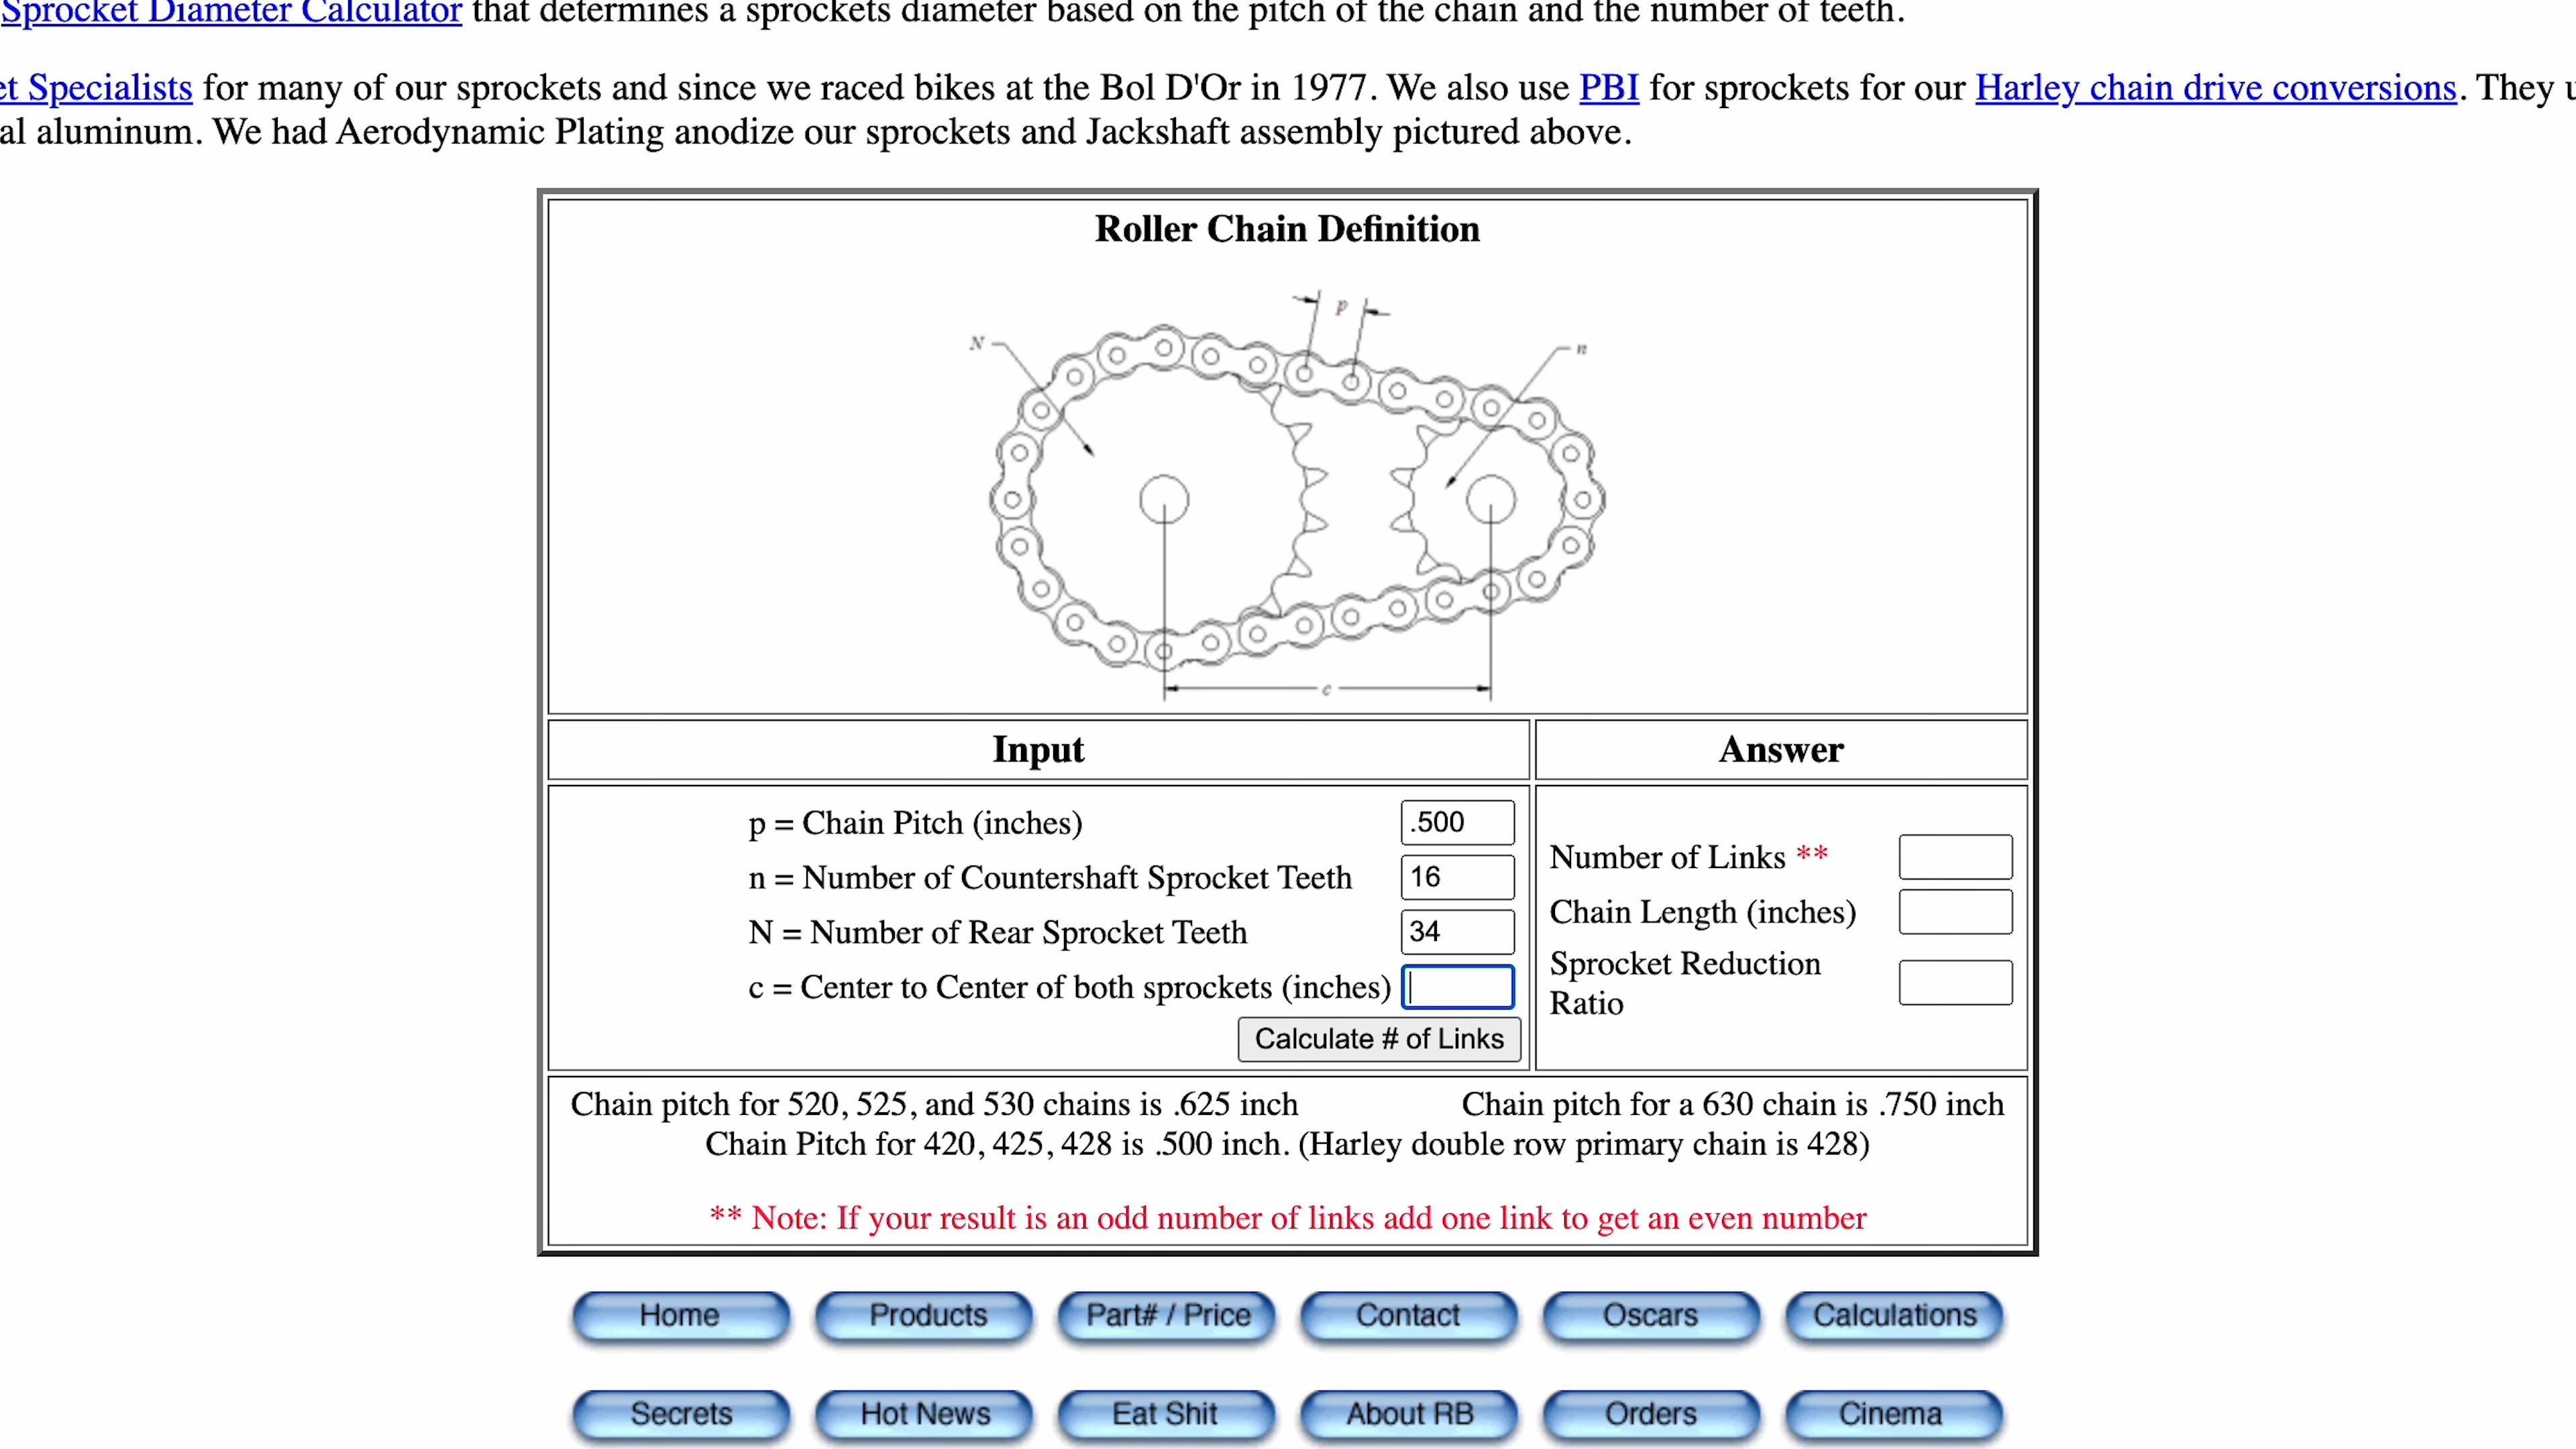 Sprocket Diameter Calculator that determines a sprockets diameter based on the pitch of the chain and the number of teeth.
et Specialists for many of our sprockets and since we raced bikes at the Bol D'Or in 1977. We also use PBI for sprockets for our Harley chain drive conversions. They u
al aluminum. We had Aerodynamic Plating anodize our sprockets and Jackshaft assembly pictured above.
Roller Chain Definition
p
N
n
c
Input
Answer
p = Chain Pitch (inches) .500
n = Number of Countershaft Sprocket Teeth 16
N = Number of Rear Sprocket Teeth 34
c = Center to Center of both sprockets (inches)
Calculate # of Links
Number of Links **
Chain Length (inches)
Sprocket Reduction
Ratio
Chain pitch for 520, 525, and 530 chains is .625 inch Chain pitch for a 630 chain is .750 inch
Chain Pitch for 420, 425, 428 is .500 inch. (Harley double row primary chain is 428)
** Note: If your result is an odd number of links add one link to get an even number
Home Products Part# / Price Contact Oscars Calculations
Secrets Hot News Eat Shit About RB Orders Cinema